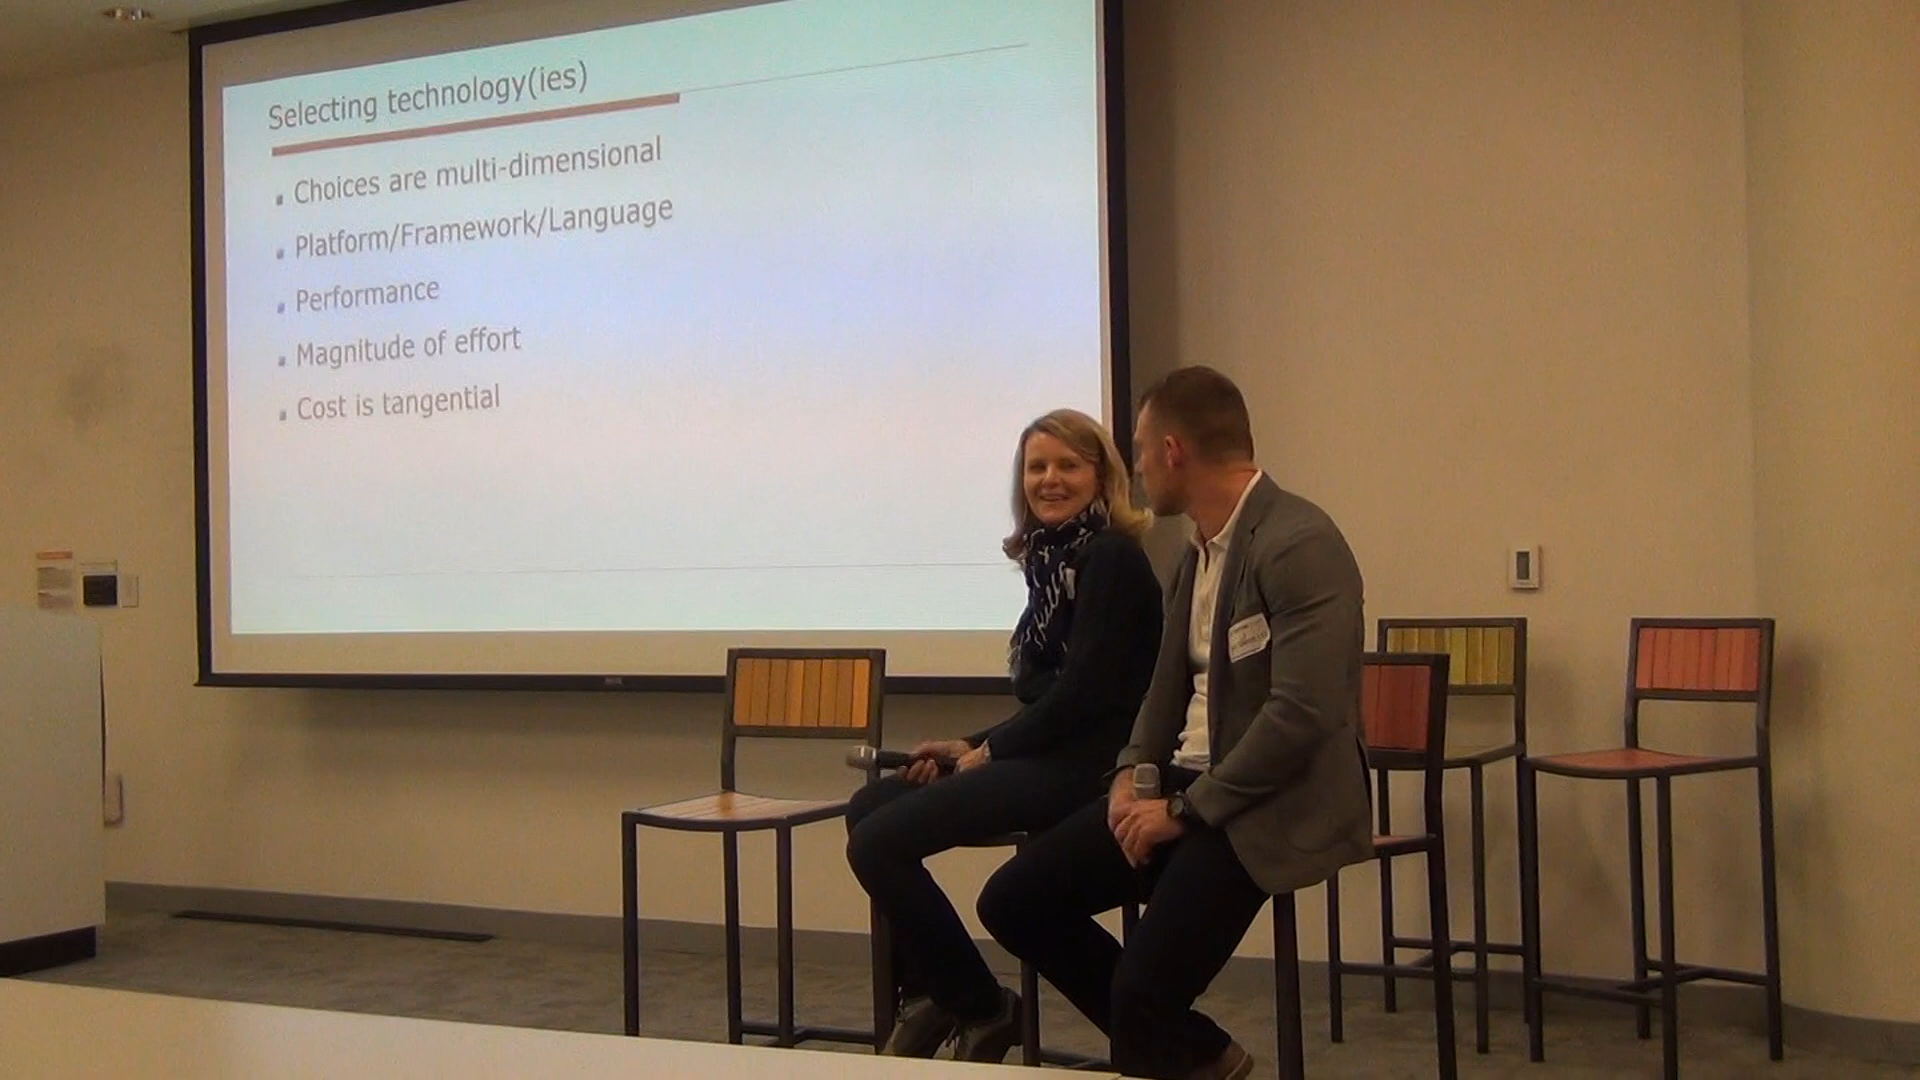 Selecting technology(ies)
Choices are multi-dimensional
Platform/Framework/Language
Performance
Magnitude of effort
Cost is tangential